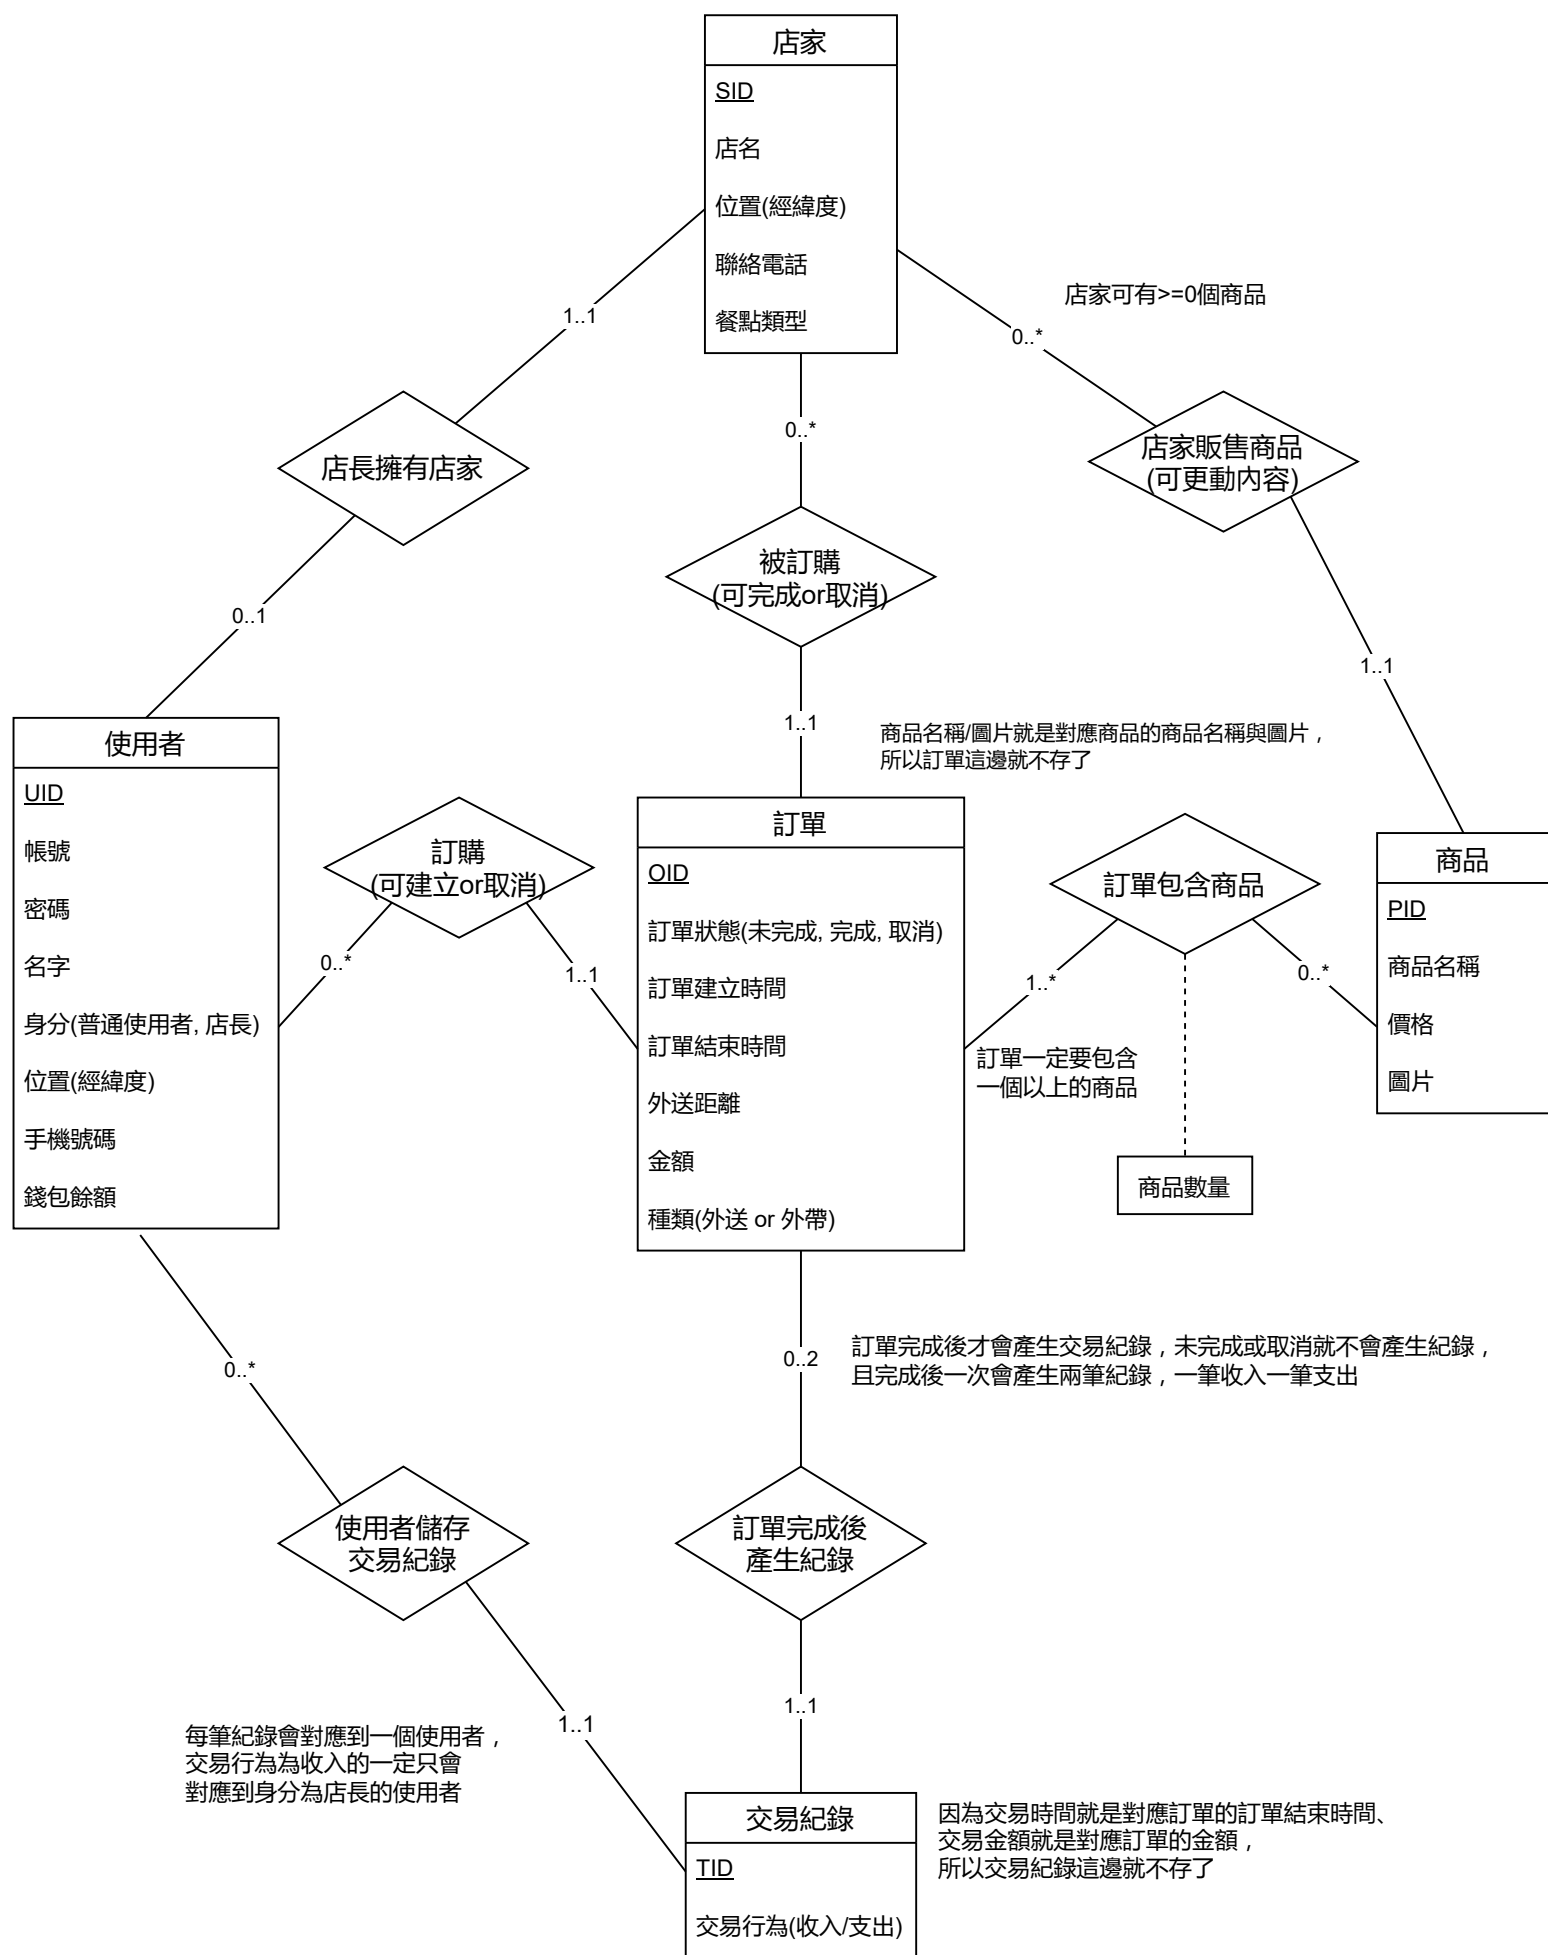 店家
SID
店名
位置(經緯度)
聯絡電話
餐點類型
店家可有>=0個商品
1..1
0..*
0..*
店長擁有店家
店家販售商品
(可更動內容)
被訂購
(可完成or取消)
0..1
1..1
1..1
商品名稱/圖片就是對應商品的商品名稱與圖片，
所以訂單這邊就不存了
使用者
UID
帳號
密碼
名字
身分(普通使用者, 店長)
位置(經緯度)
手機號碼
錢包餘額
訂購
(可建立or取消)
0..*
1..1
訂單
OID
訂單狀態(未完成, 完成, 取消)
訂單建立時間
訂單結束時間
外送距離
金額
種類(外送 or 外帶)
訂單包含商品
1..*
0..*
訂單一定要包含
一個以上的商品
商品數量
商品
PID
商品名稱
價格
圖片
0..*
0..2
訂單完成後才會產生交易紀錄，未完成或取消就不會產生紀錄，
且完成後一次會產生兩筆紀錄，一筆收入一筆支出
使用者儲存
交易紀錄
訂單完成後
產生紀錄
1..1
1..1
每筆紀錄會對應到一個使用者，
交易行為為收入的一定只會
對應到身分為店長的使用者
交易紀錄
TID
交易行為(收入/支出)
因為交易時間就是對應訂單的訂單結束時間、
交易金額就是對應訂單的金額，
所以交易紀錄這邊就不存了